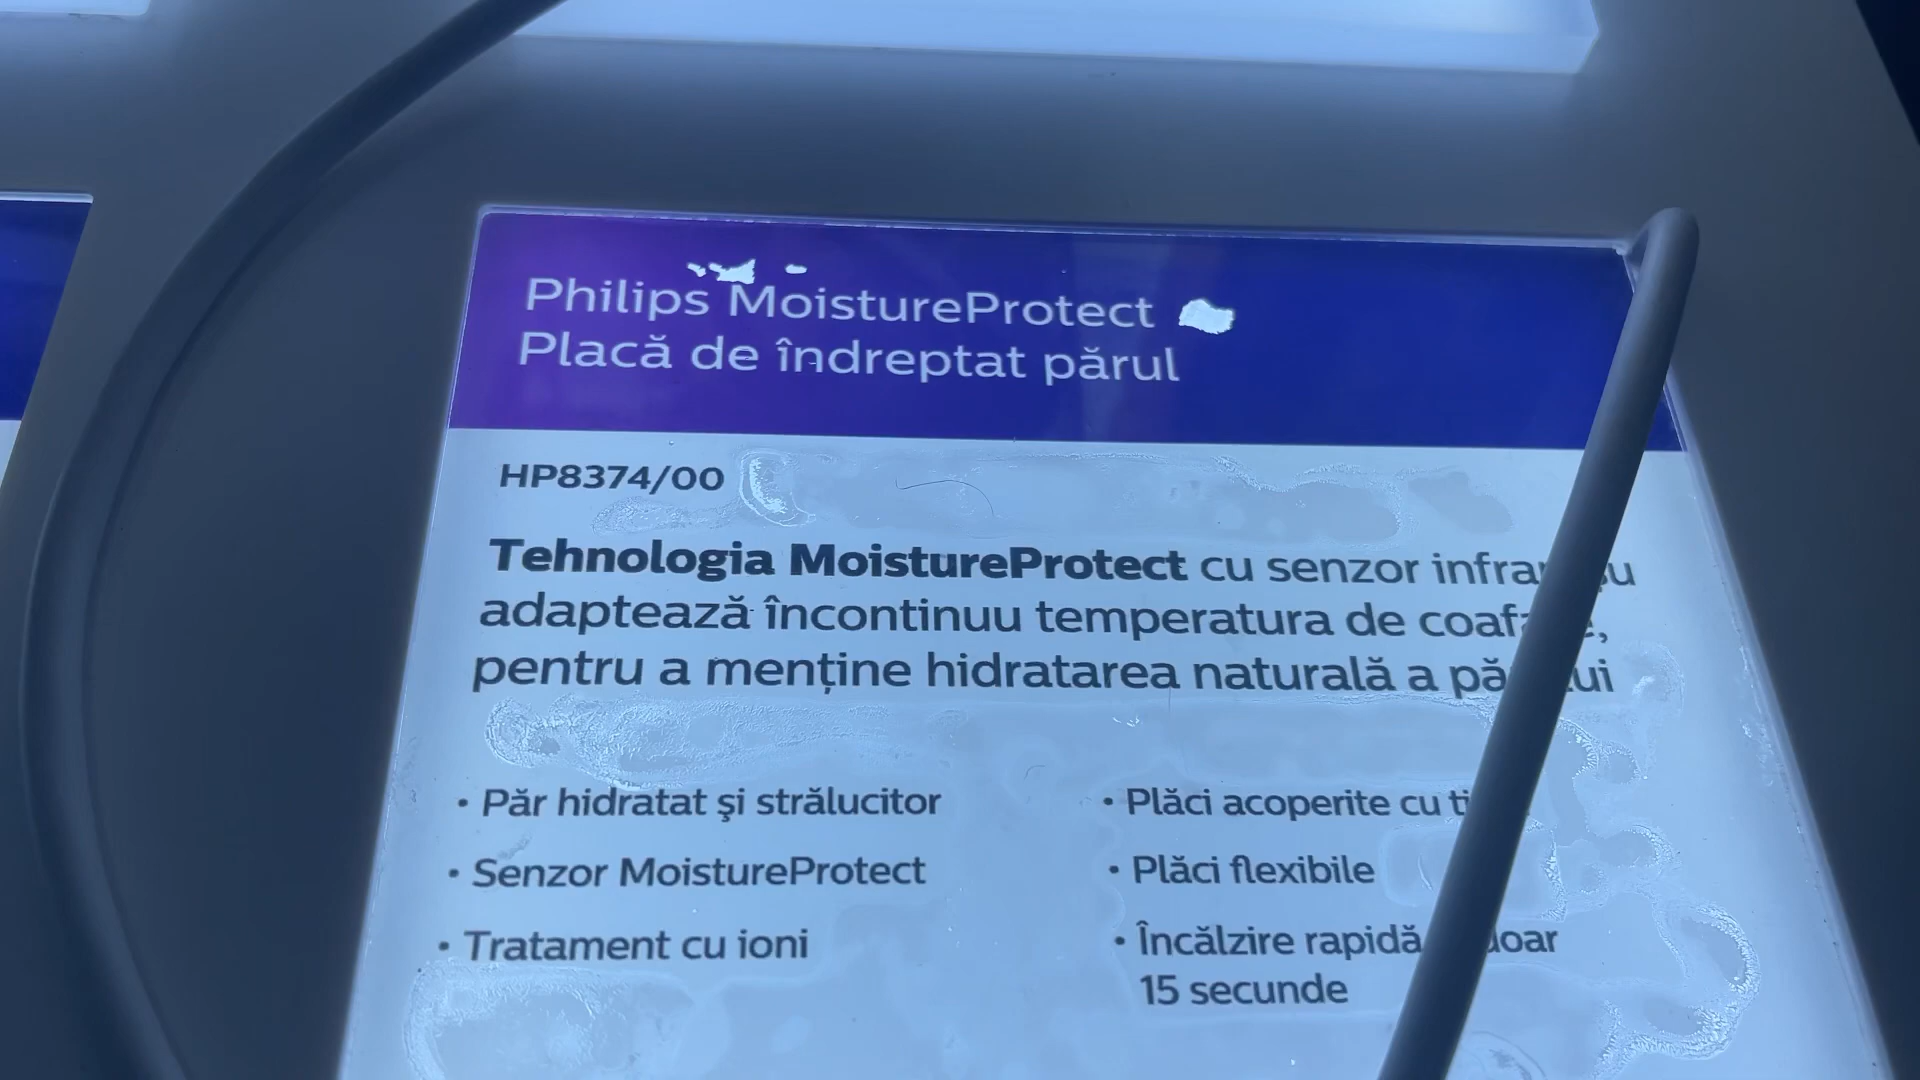 Philips MoistureProtect
Placă de îndreptat părul
HP8374/00
Tehnologia MoistureProtect cu senzor
adaptează încontinuu temperatura de
pentru a menține hidratarea naturală a
• Păr hidratat şi strălucitor
• Senzor MoistureProtect
• Tratament cu ioni
• Plăci acoperite cu
• Plăci flexibile
• Încălzire rapidă doar
15 secunde